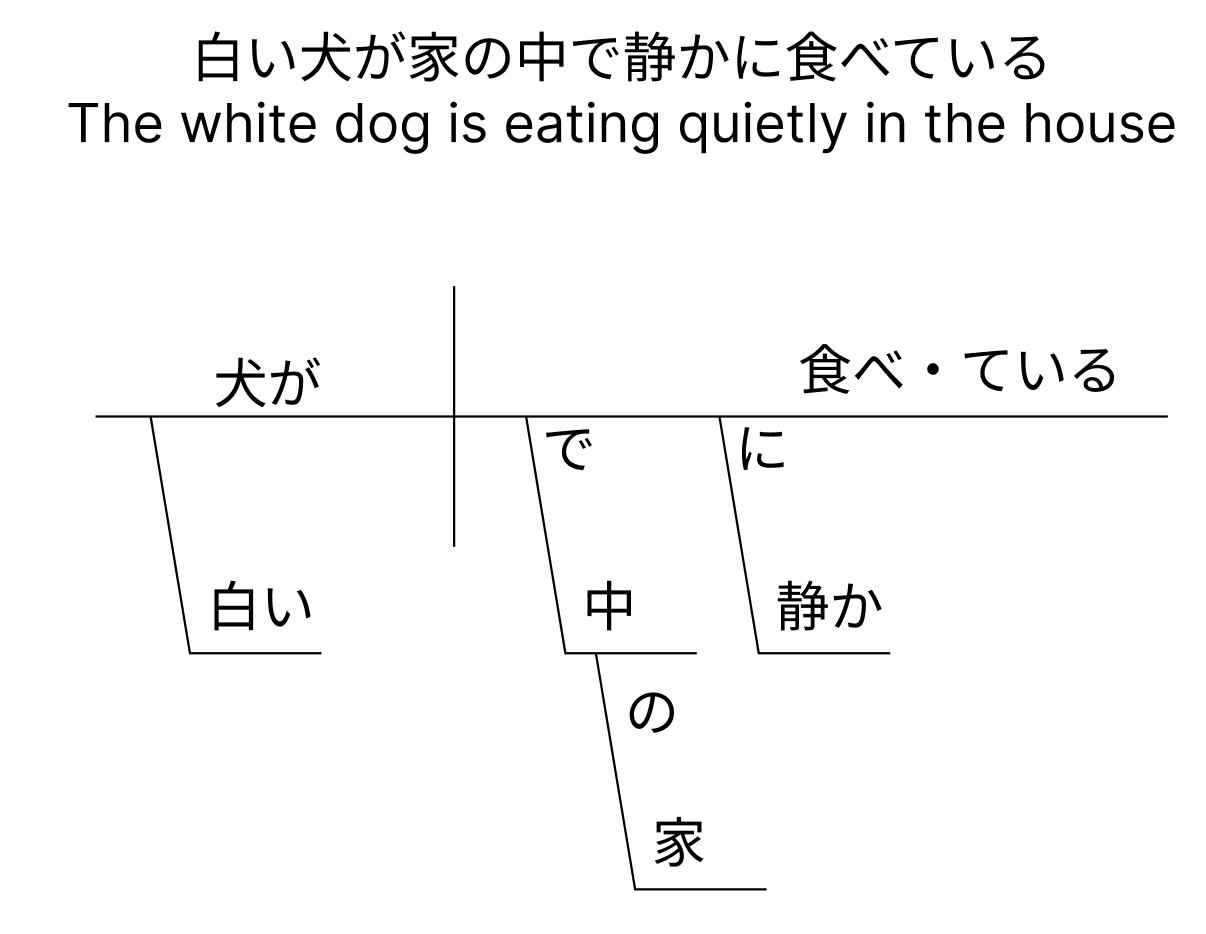 白い犬が家の中で静かに食べている
The white dog is eating quietly in the house
犬が
食べ・ている
で
に
白い
中
静か
の
家